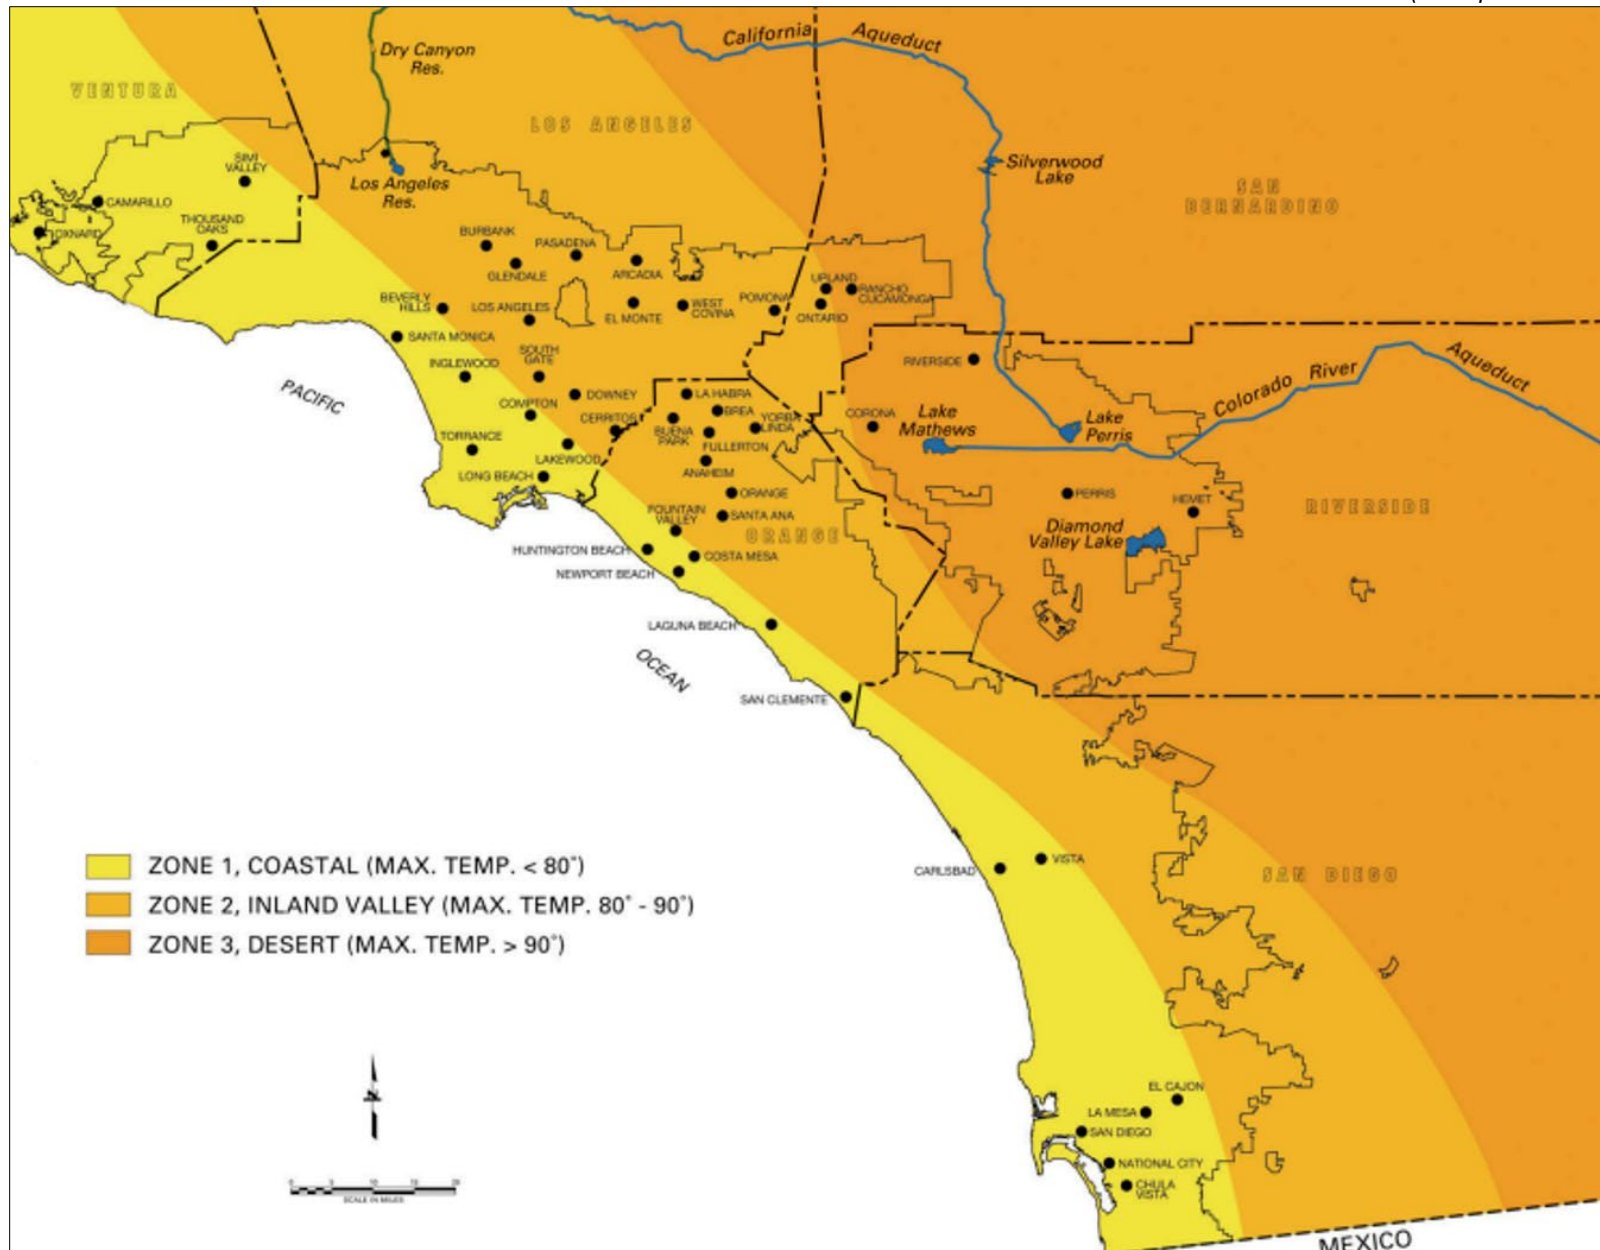 California
Aqueduct
Dry Canyon
Res.
VENTURA
LOS ANGELES
Silverwood
Lake
SIMI
VALLEY
Los Angeles
Res.
SAN
BERNARDINO
CAMARILLO
THOUSAND
OAKS
OXNARD
BURBANK
PASADENA
GLENDALE
ARCADIA
UPLAND
RANCHO
CUCAMONGA
BEVERLY
HILLS
LOS ANGELES
EL MONTE
WEST
COVINA
POMONA
ONTARIO
SANTA MONICA
SOUTH
GATE
INGLEWOOD
RIVERSIDE
Colorado River
Aqueduct
PACIFIC
DOWNEY
LA HABRA
COMPTON
CERRITOS
BREA
YORBA
LINDA
CORONA
Lake
Mathews
Lake
Perris
BUENA
PARK
FULLERTON
TORRANCE
LAKEWOOD
LONG BEACH
ANAHEIM
ORANGE
PERRIS
HEMET
RIVERSIDE
FOUNTAIN
VALLEY
SANTA ANA
ORANGE
Diamond
Valley Lake
HUNTINGTON BEACH
COSTA MESA
NEWPORT BEACH
LAGUNA BEACH
OCEAN
SAN CLEMENTE
VISTA
CARLSBAD
SAN DIEGO
ZONE 1, COASTAL (MAX. TEMP. < 80°)
ZONE 2, INLAND VALLEY (MAX. TEMP. 80° - 90°)
ZONE 3, DESERT (MAX. TEMP. > 90°)
EL CAJON
LA MESA
SAN DIEGO
NATIONAL CITY
CHULA
VISTA
N
SCALE IN MILES
MEXICO